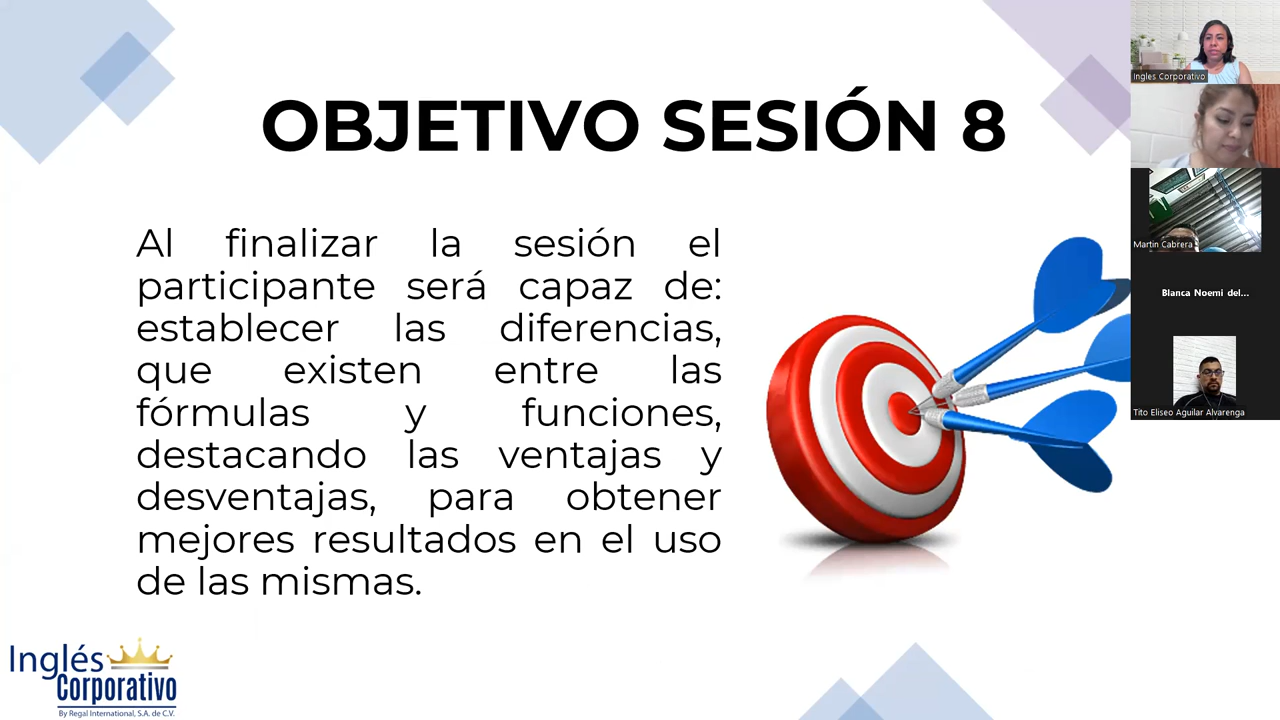 OBJETIVO SESIÓN 8
Al finalizar la sesión el
participante será capaz de:
establecer las diferencias,
que existen entre las
fórmulas y funciones,
destacando las ventajas y
desventajas, para obtener
mejores resultados en el uso
de las mismas.
Inglés
Corporativo
By Regal International, S.A. de C.V.
Ingles Corporativo
Martin Cabrera
Blanca Noemi del...
Tito Eliseo Aguilar Alvarenga